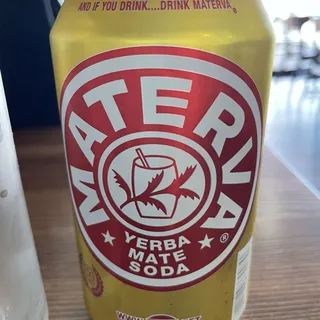 AND IF YOU DRINK....DRINK MATERVA®
MATERVA®
YERBA
MATE
SODA